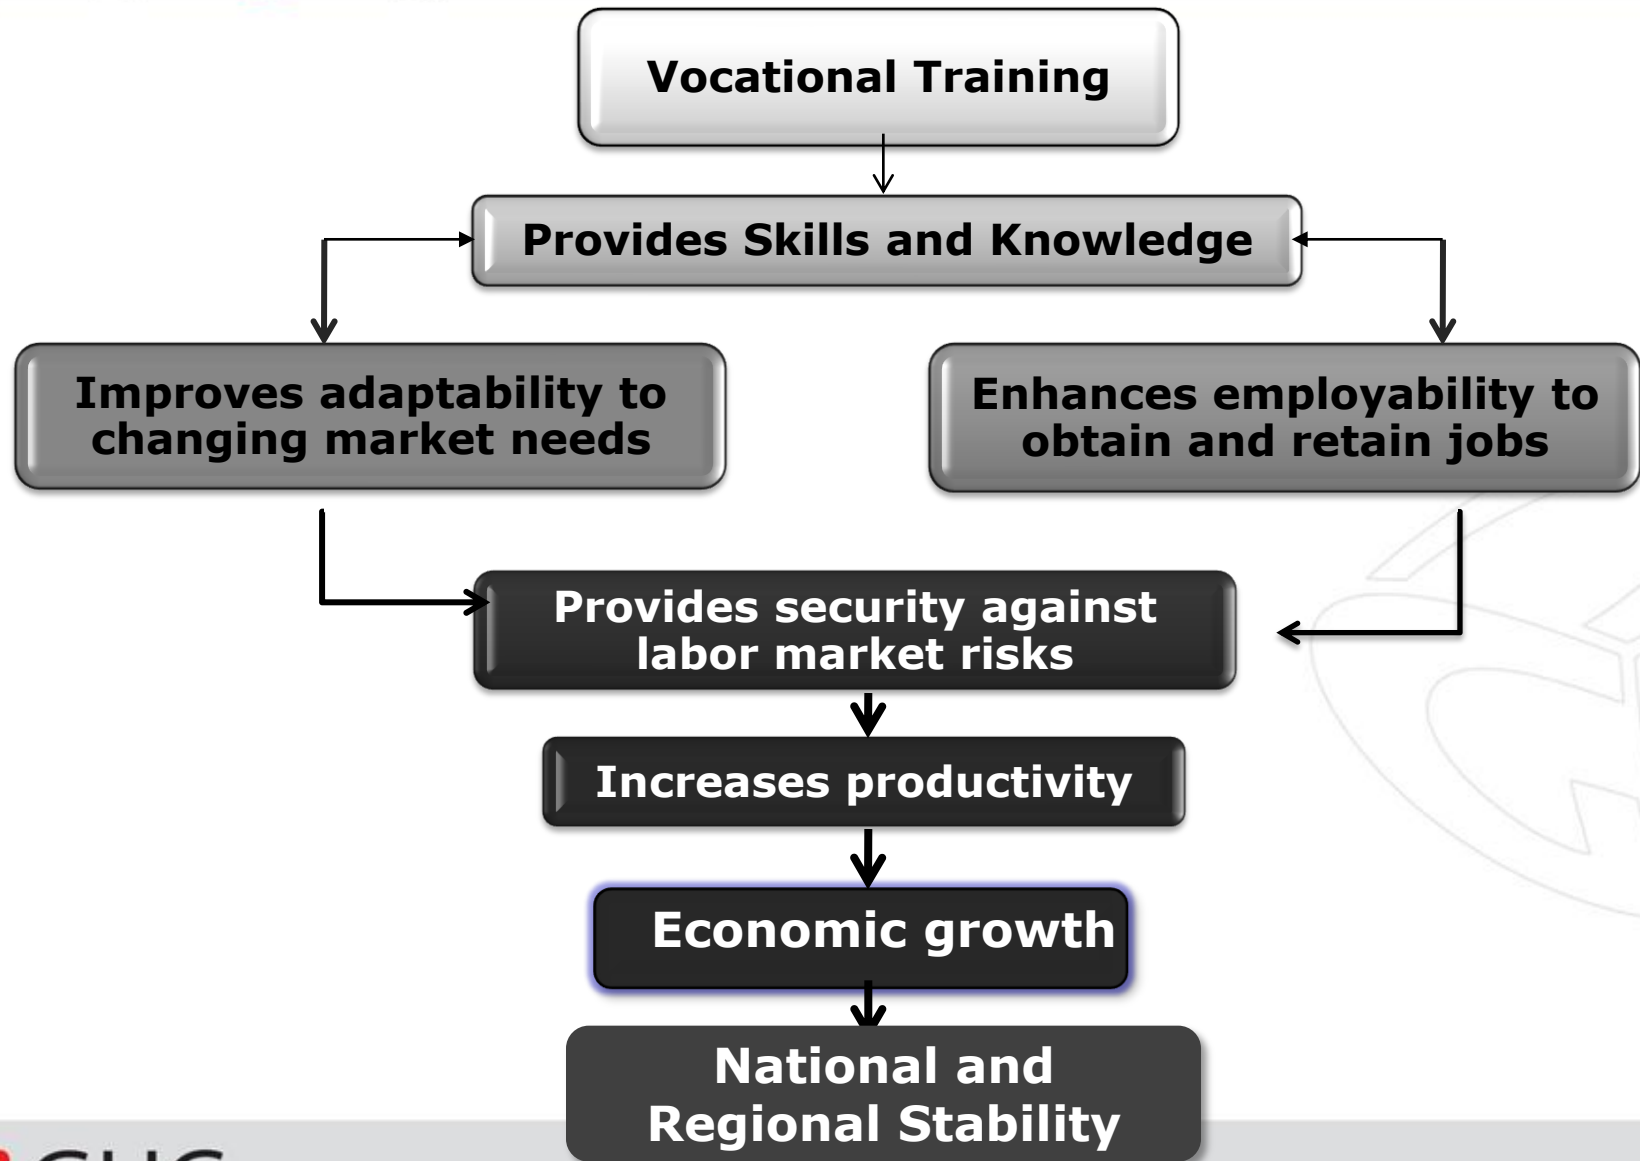 Vocational Training
Provides Skills and Knowledge
Improves adaptability to
changing market needs
Enhances employability to
obtain and retain jobs
Provides security against
labor market risks
Increases productivity
Economic growth
National and
Regional Stability